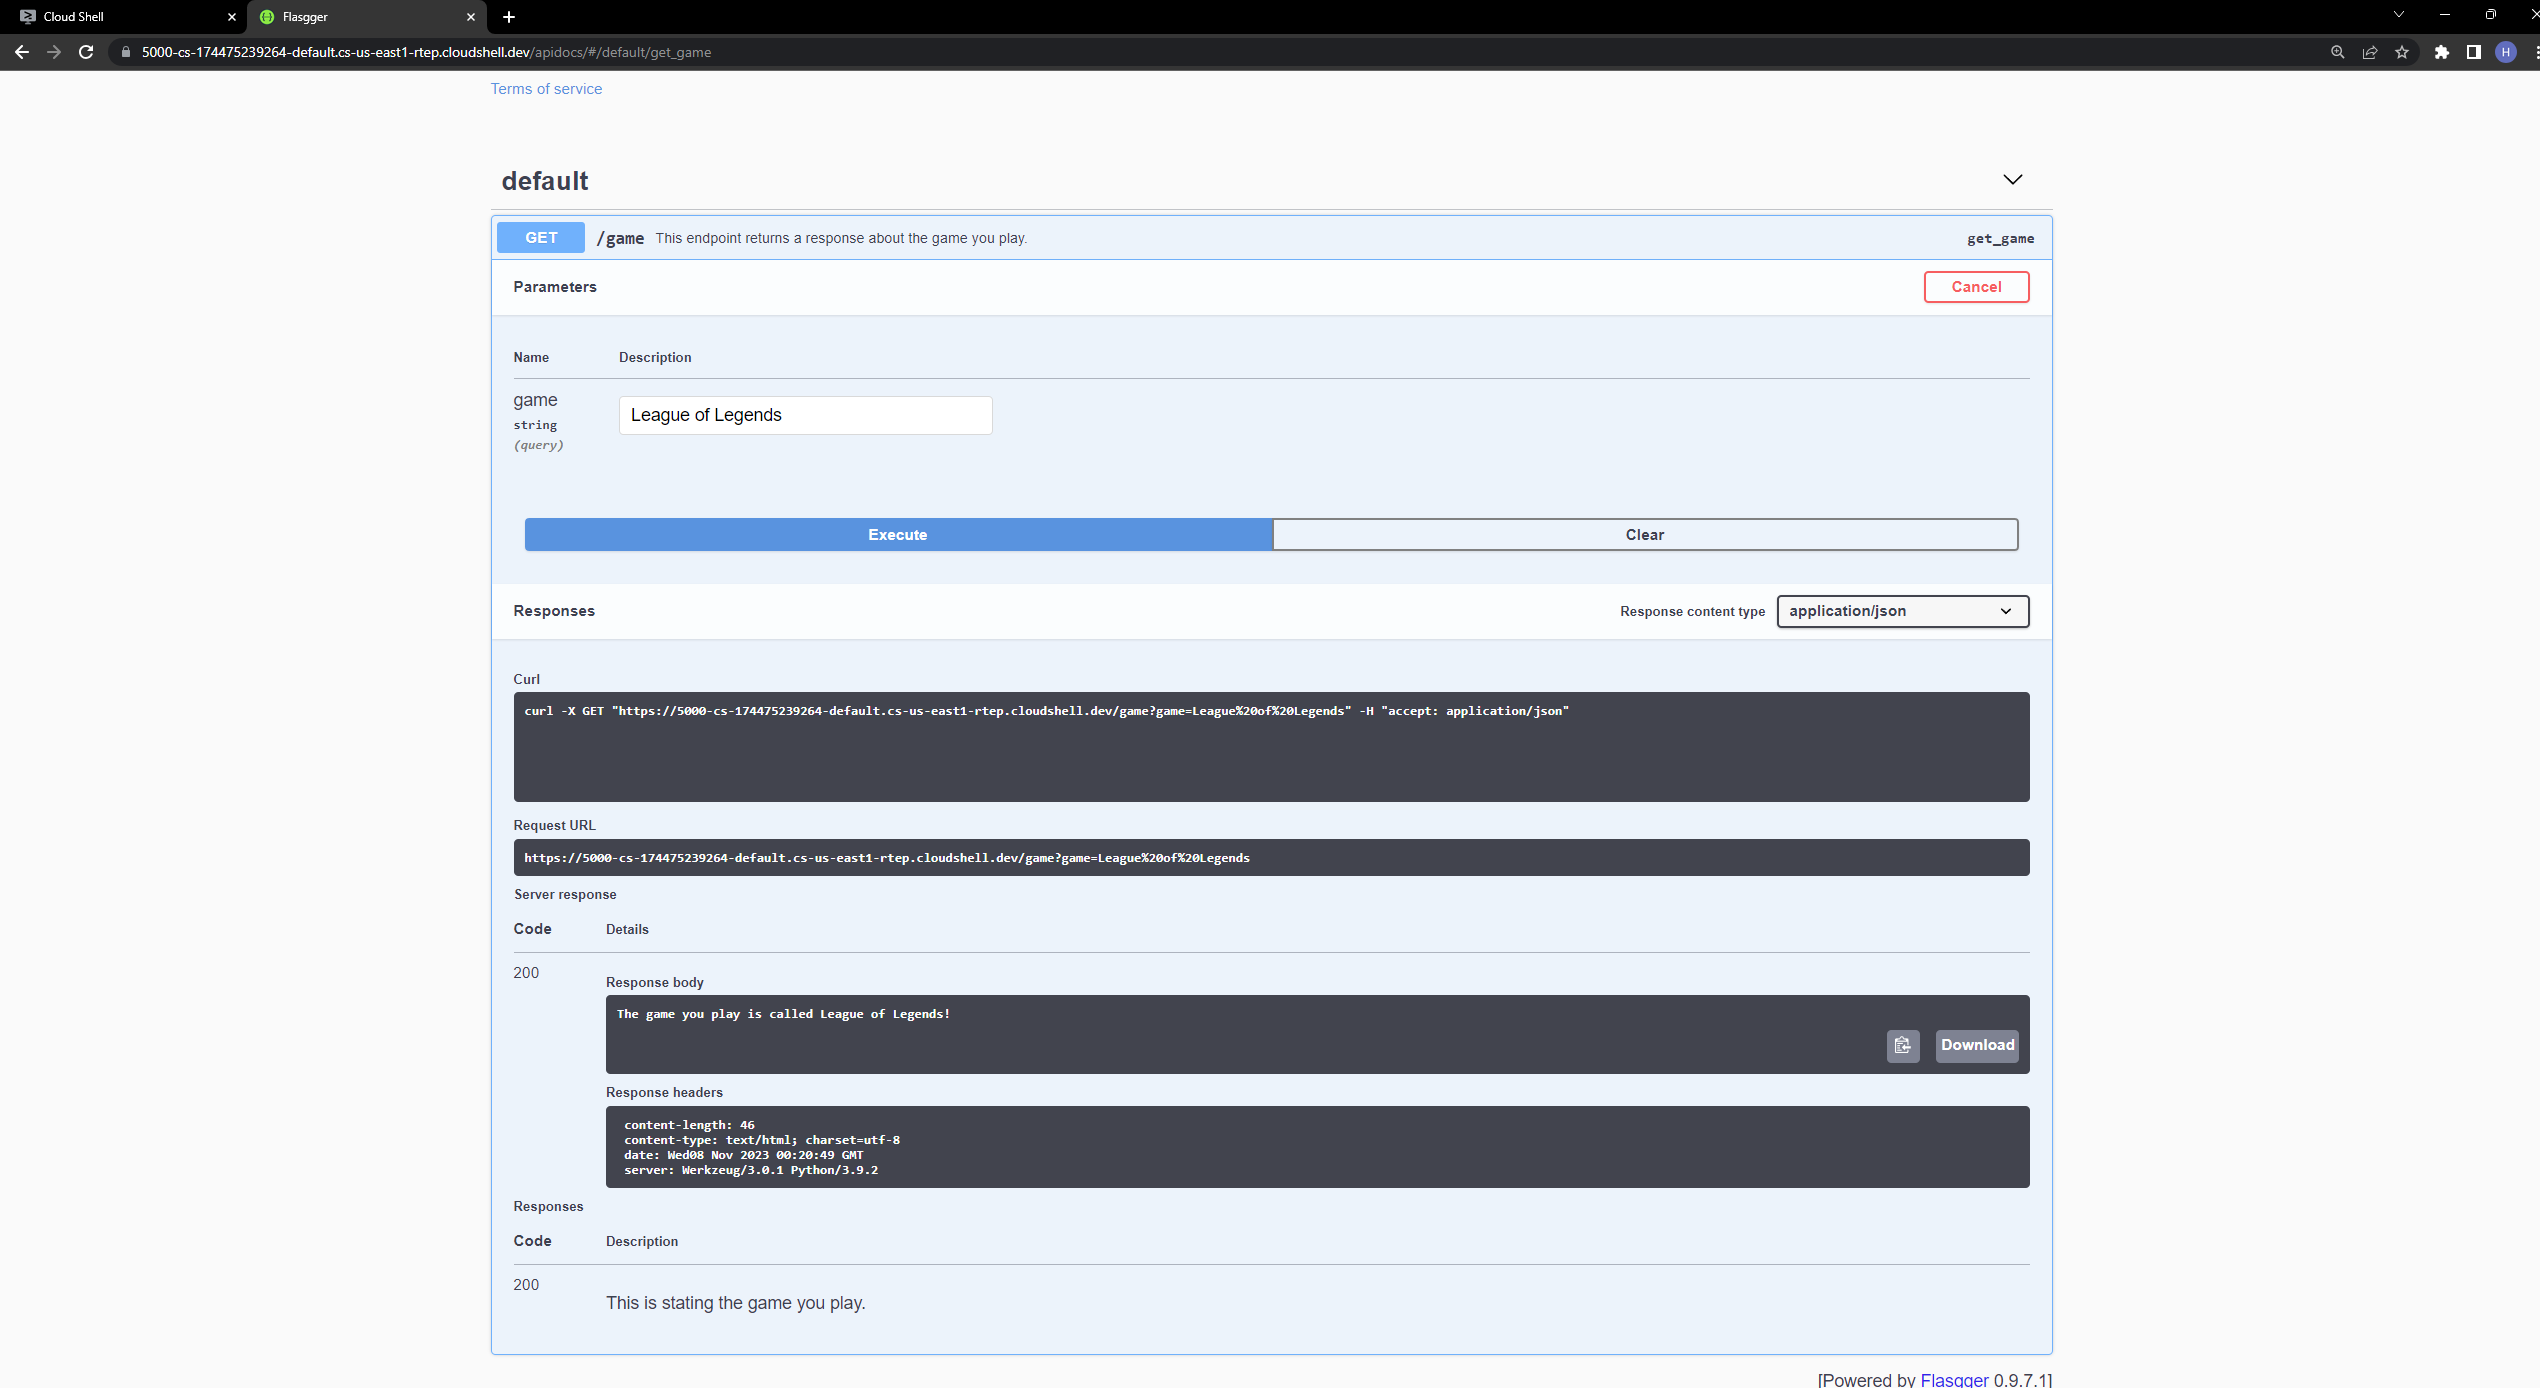 Cloud Shell
Flasgger
5000-cs-174475239264-default.cs-us-east1-rtep.cloudshell.dev/apidocs/#/default/get_game
H
Terms of service
default
GET /game This endpoint returns a response about the game you play. get_game
Parameters Cancel
Name Description
game
string
(query)
League of Legends
Execute Clear
Responses Response content type application/json
Curl
curl -X GET "https://5000-cs-174475239264-default.cs-us-east1-rtep.cloudshell.dev/game?game=League%20of%20Legends" -H "accept: application/json"
Request URL
https://5000-cs-174475239264-default.cs-us-east1-rtep.cloudshell.dev/game?game=League%20of%20Legends
Server response
Code Details
200
Response body
The game you play is called League of Legends!
Download
Response headers
content-length: 46
content-type: text/html; charset=utf-8
date: Wed08 Nov 2023 00:20:49 GMT
server: Werkzeug/3.0.1 Python/3.9.2
Responses
Code Description
200
This is stating the game you play.
[Powered by Flasgger 0.9.7.1]